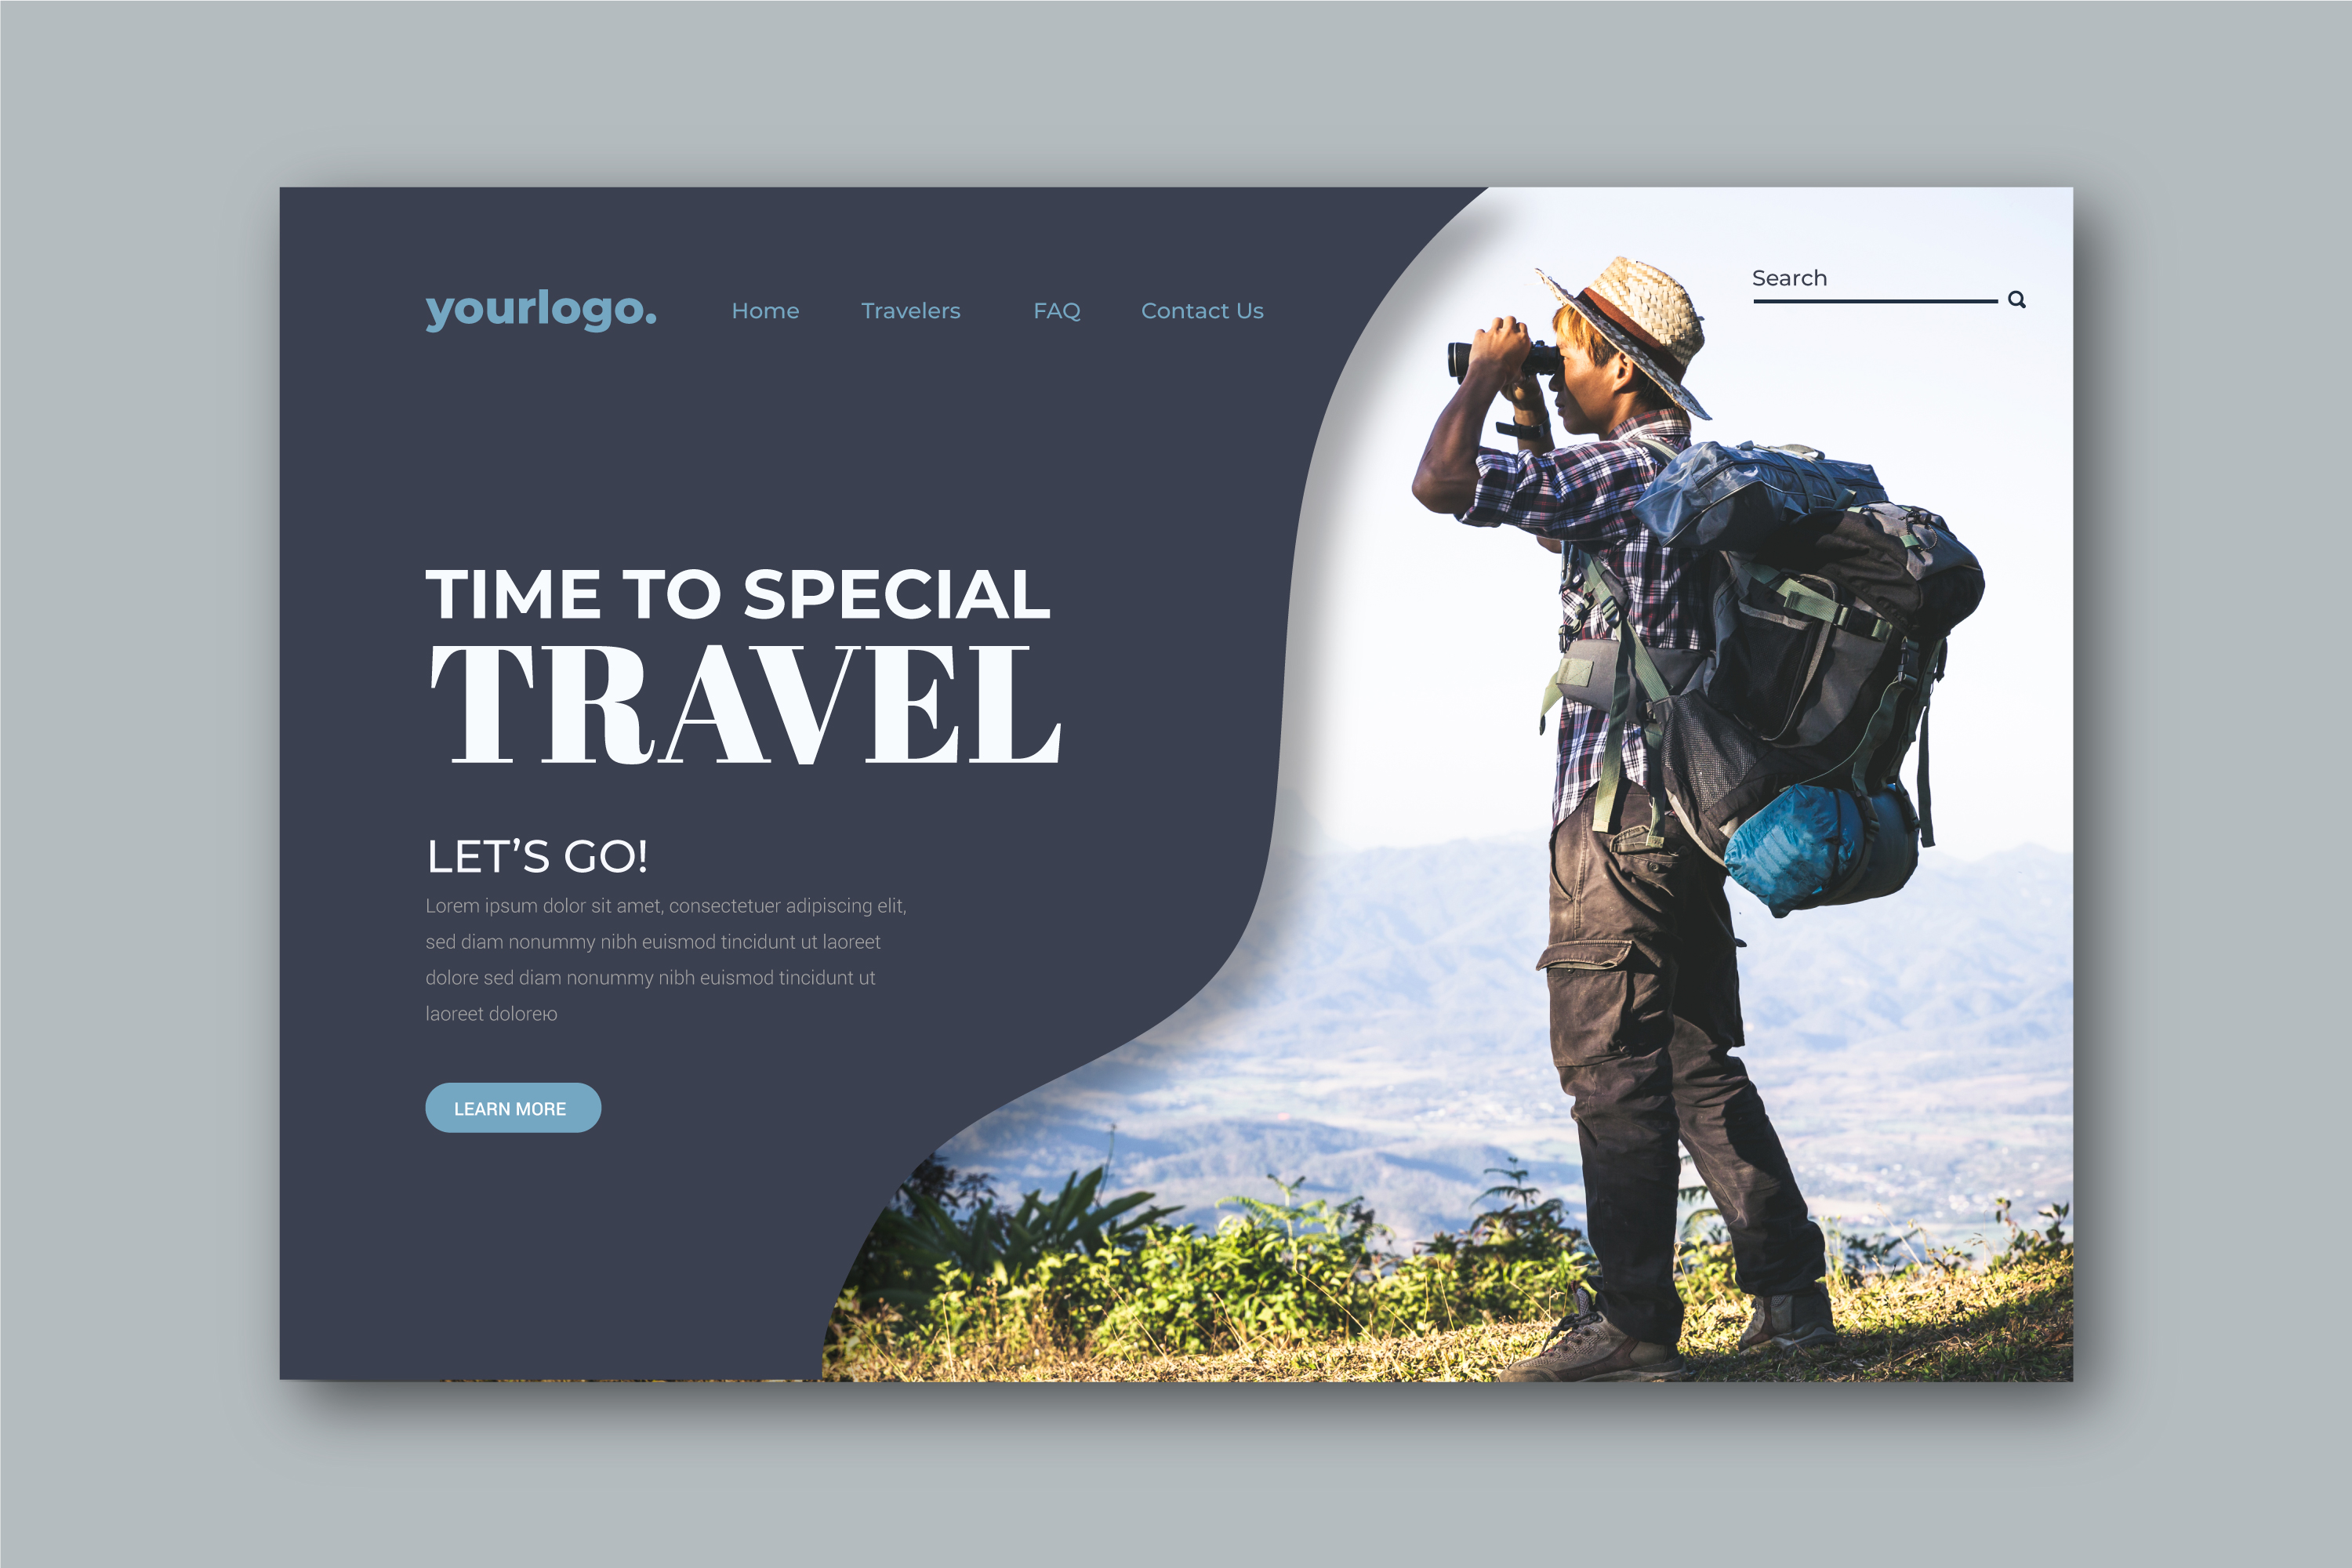 yourlogo.
Home Travelers FAQ Contact Us
Search
TIME TO SPECIAL
TRAVEL
LET’S GO!
Lorem ipsum dolor sit amet, consectetuer adipiscing elit,
sed diam nonummy nibh euismod tincidunt ut laoreet
dolore sed diam nonummy nibh euismod tincidunt ut
laoreet doloreю
LEARN MORE